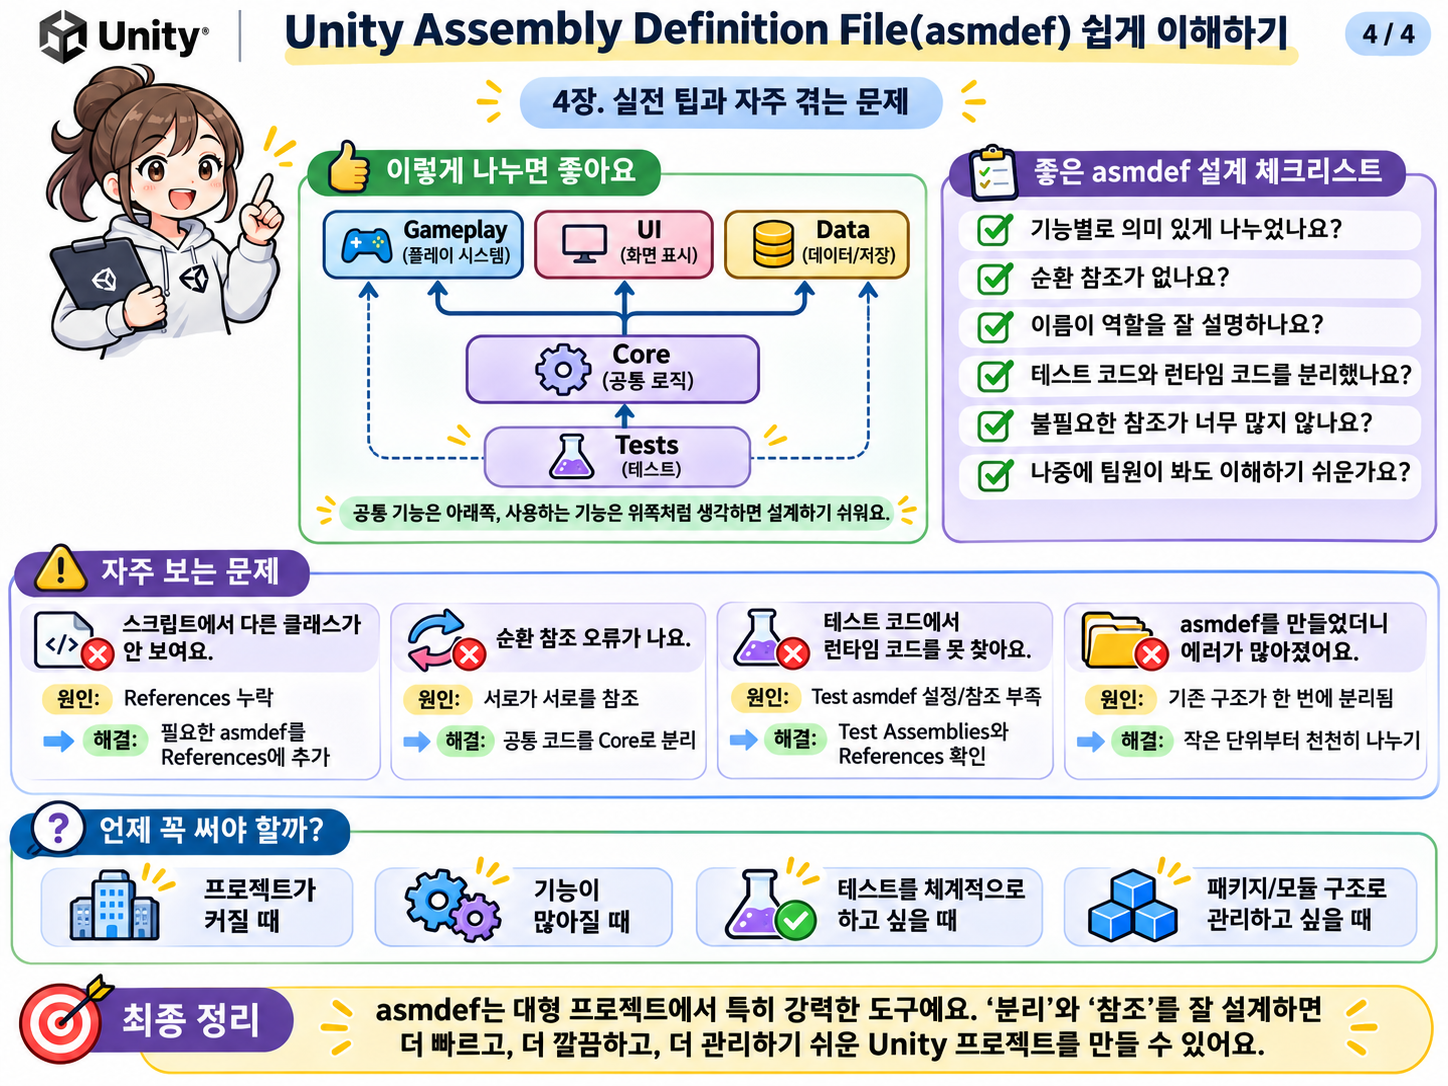 Unity®
Unity Assembly Definition File(asmdef) 쉽게 이해하기
4 / 4
4장. 실전 팁과 자주 겪는 문제
이렇게 나누면 좋아요
Gameplay
(플레이 시스템)
UI
(화면 표시)
Data
(데이터/저장)
Core
(공통 로직)
Tests
(테스트)
공통 기능은 아래쪽, 사용하는 기능은 위쪽처럼 생각하면 설계하기 쉬워요.
좋은 asmdef 설계 체크리스트
기능별로 의미 있게 나누었나요?
순환 참조가 없나요?
이름이 역할을 잘 설명하나요?
테스트 코드와 런타임 코드를 분리했나요?
불필요한 참조가 너무 많지 않나요?
나중에 팀원이 봐도 이해하기 쉬운가요?
자주 보는 문제
</>
스크립트에서 다른 클래스가
안 보여요.
원인: References 누락
해결: 필요한 asmdef를
References에 추가
순환 참조 오류가 나요.
원인: 서로가 서로를 참조
해결: 공통 코드를 Core로 분리
테스트 코드에서
런타임 코드를 못 찾아요.
원인: Test asmdef 설정/참조 부족
해결: Test Assemblies와
References 확인
asmdef를 만들었더니
에러가 많아졌어요.
원인: 기존 구조가 한 번에 분리됨
해결: 작은 단위부터 천천히 나누기
언제 꼭 써야 할까?
프로젝트가
커질 때
기능이
많아질 때
테스트를 체계적으로
하고 싶을 때
패키지/모듈 구조로
관리하고 싶을 때
최종 정리
asmdef는 대형 프로젝트에서 특히 강력한 도구예요. ‘분리’와 ‘참조’를 잘 설계하면
더 빠르고, 더 깔끔하고, 더 관리하기 쉬운 Unity 프로젝트를 만들 수 있어요.